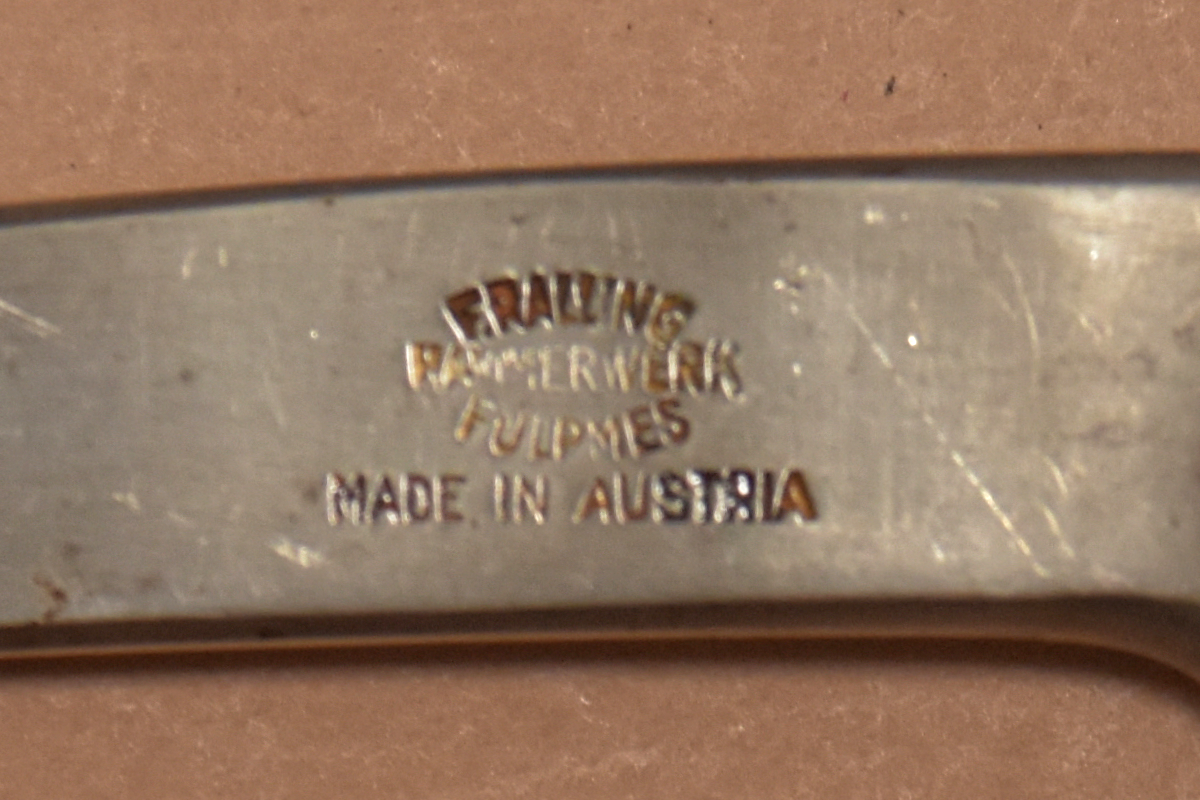 F.RALLING
HAMMERWERK
FULPMES
MADE IN AUSTRIA